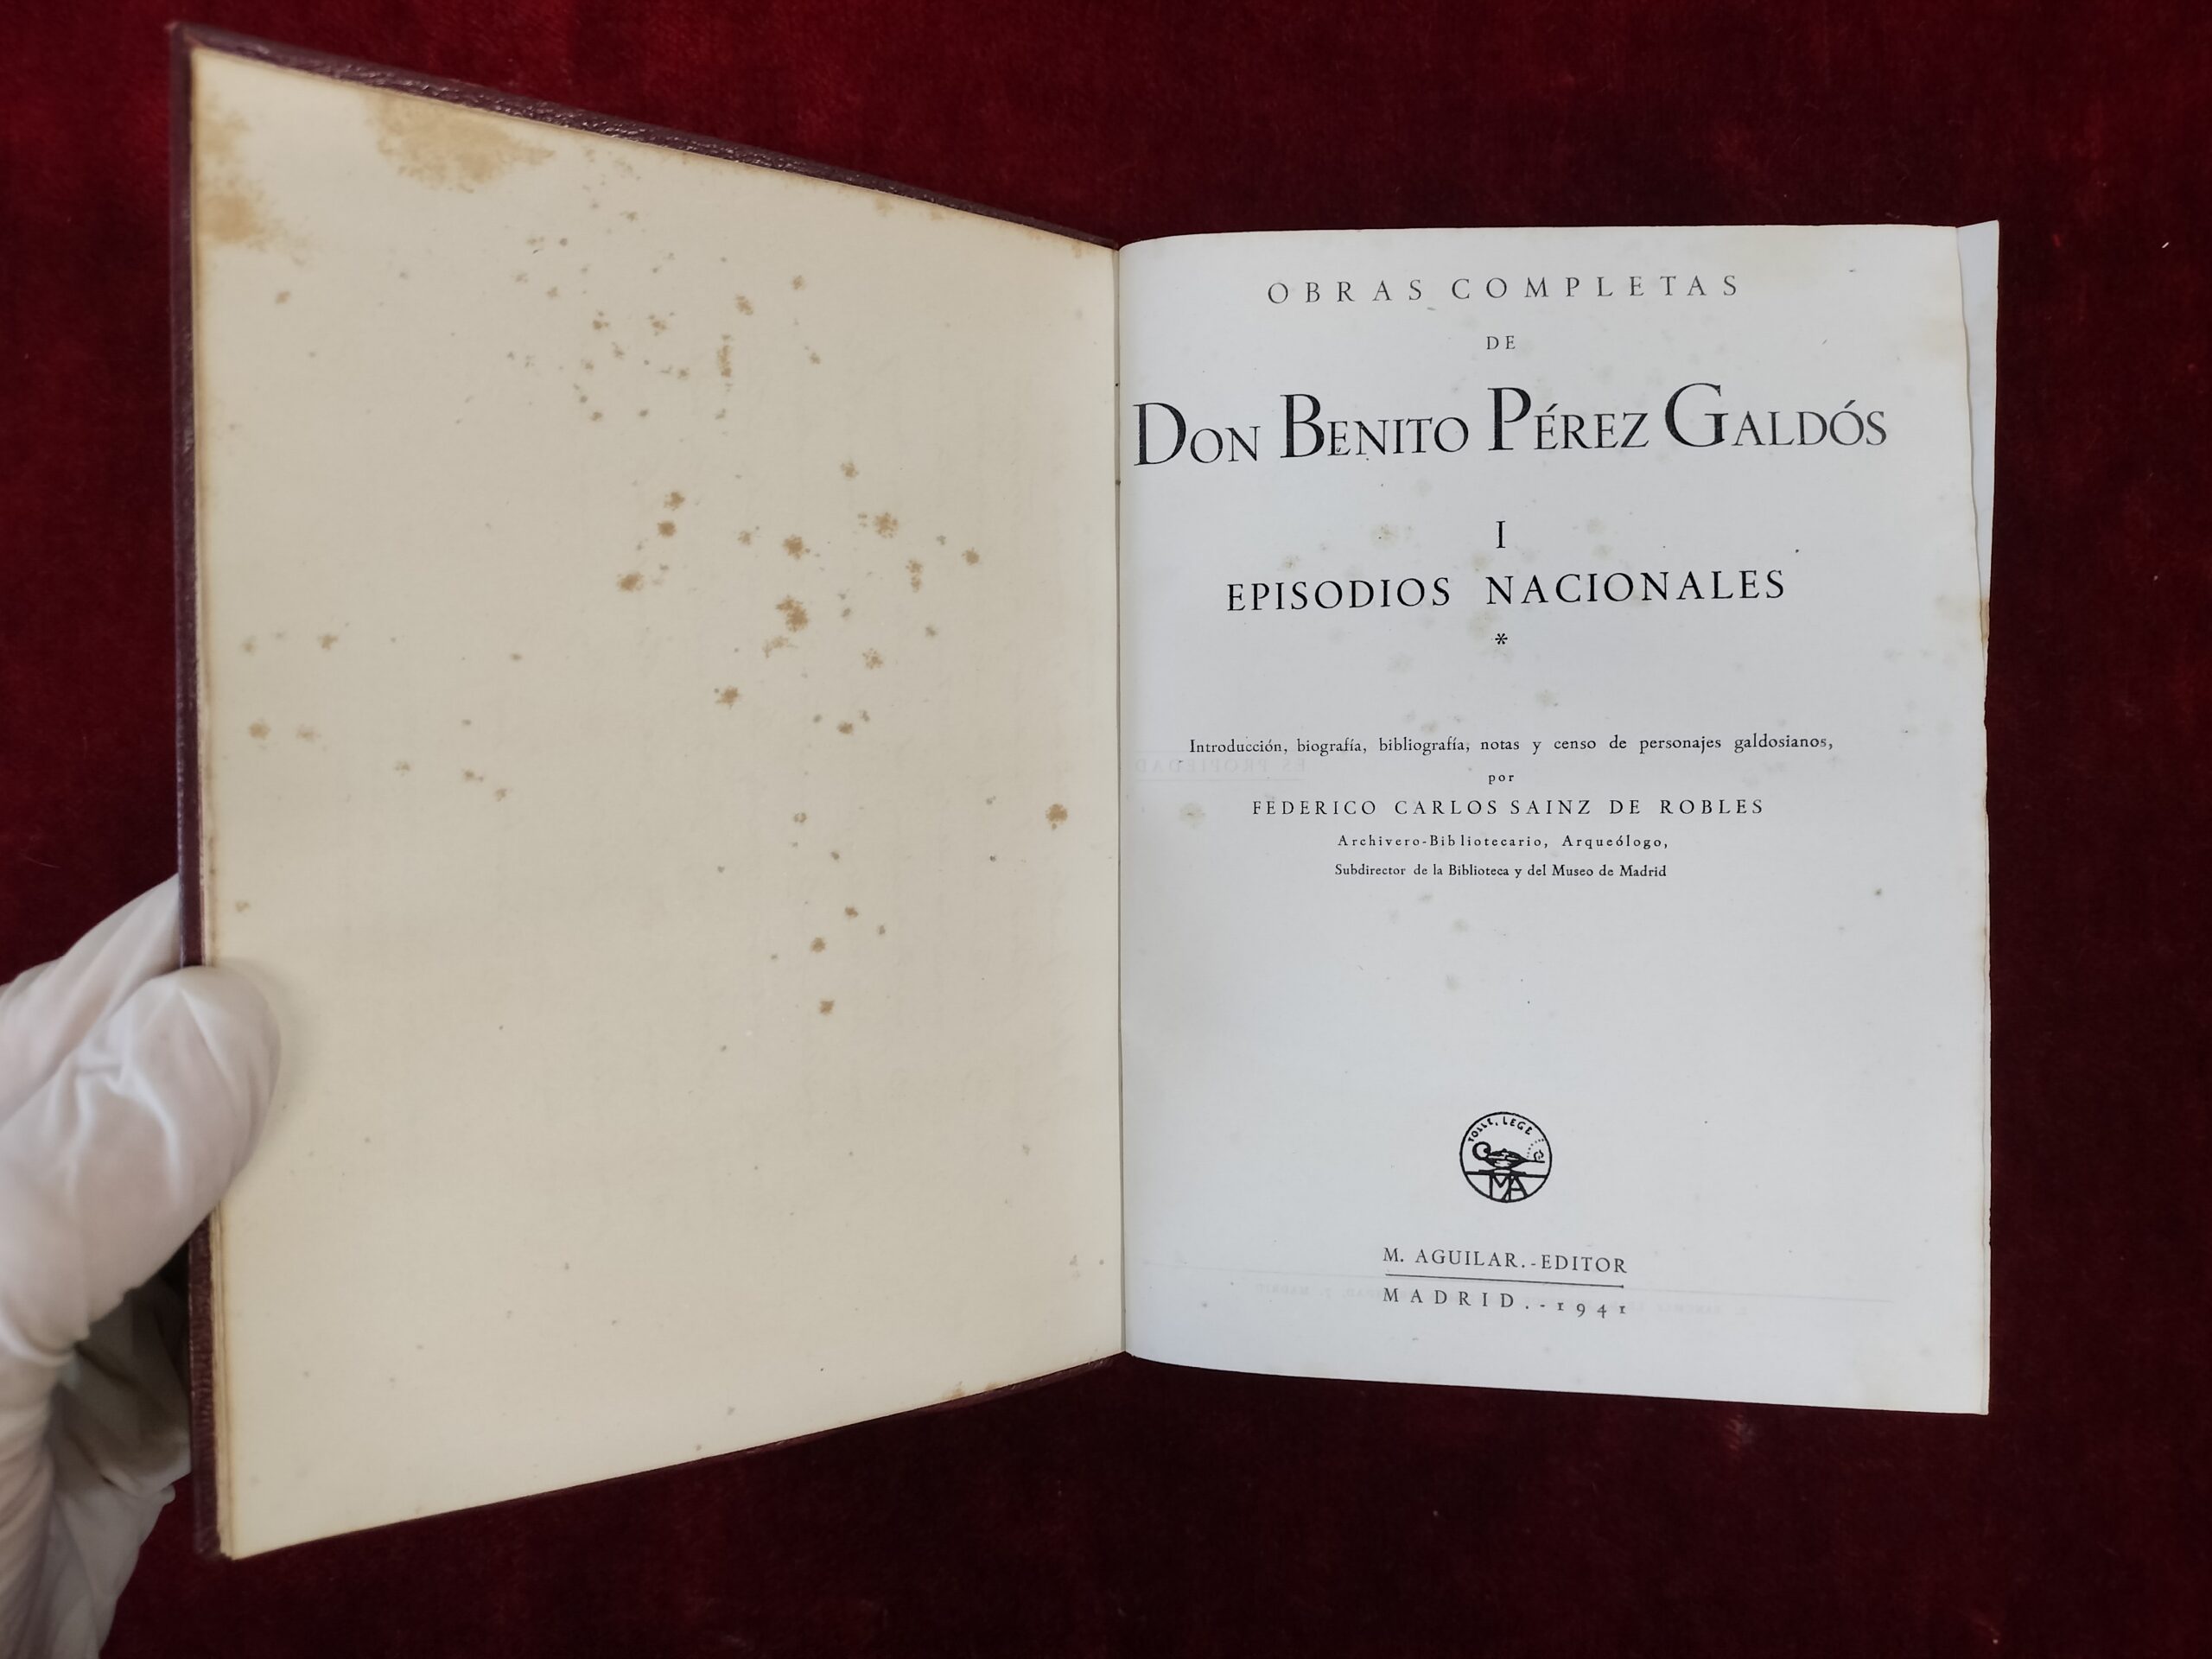 OBRAS COMPLETAS
DE
DON BENITO PÉREZ GALDÓS
I
EPISODIOS NACIONALES
*
Introducción, biografía, bibliografía, notas y censo de personajes galdosianos,
por
FEDERICO CARLOS SAINZ DE ROBLES
Archivero-Bibliotecario, Arqueólogo,
Subdirector de la Biblioteca y del Museo de Madrid
TOLLE, LEGE
MA
M. AGUILAR.-EDITOR
MADRID.-1941